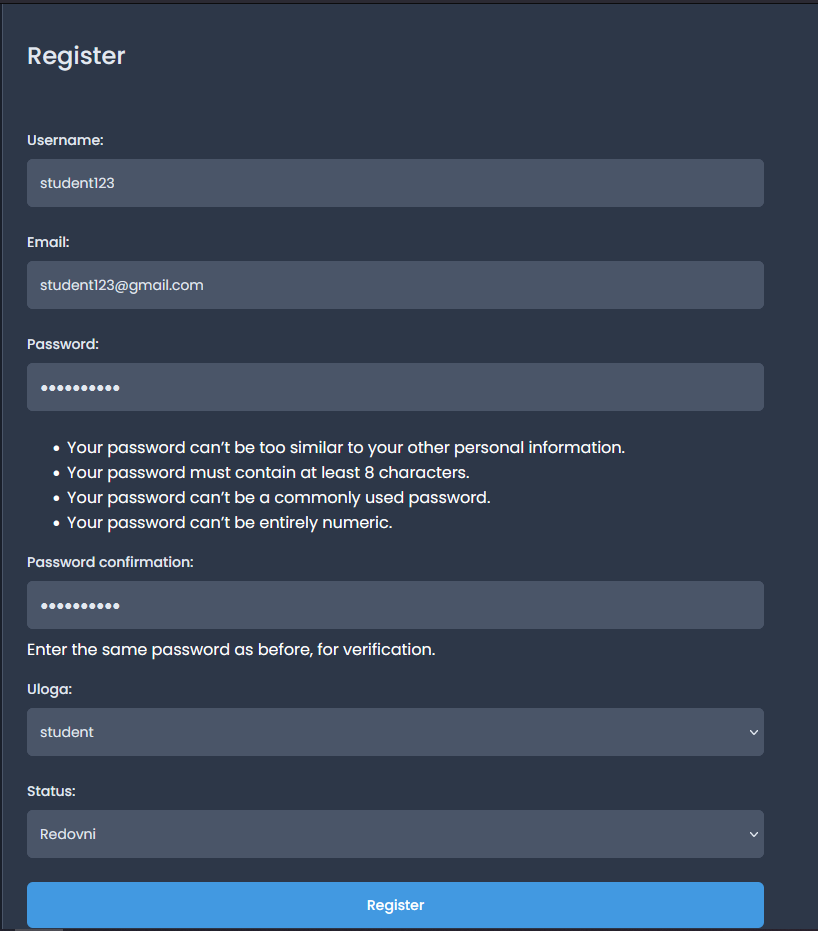 Register
Username:
student123
Email:
student123@gmail.com
Password:
●●●●●●●●●●
• Your password can’t be too similar to your other personal information.
• Your password must contain at least 8 characters.
• Your password can’t be a commonly used password.
• Your password can’t be entirely numeric.
Password confirmation:
●●●●●●●●●●
Enter the same password as before, for verification.
Uloga:
student
Status:
Redovni
Register